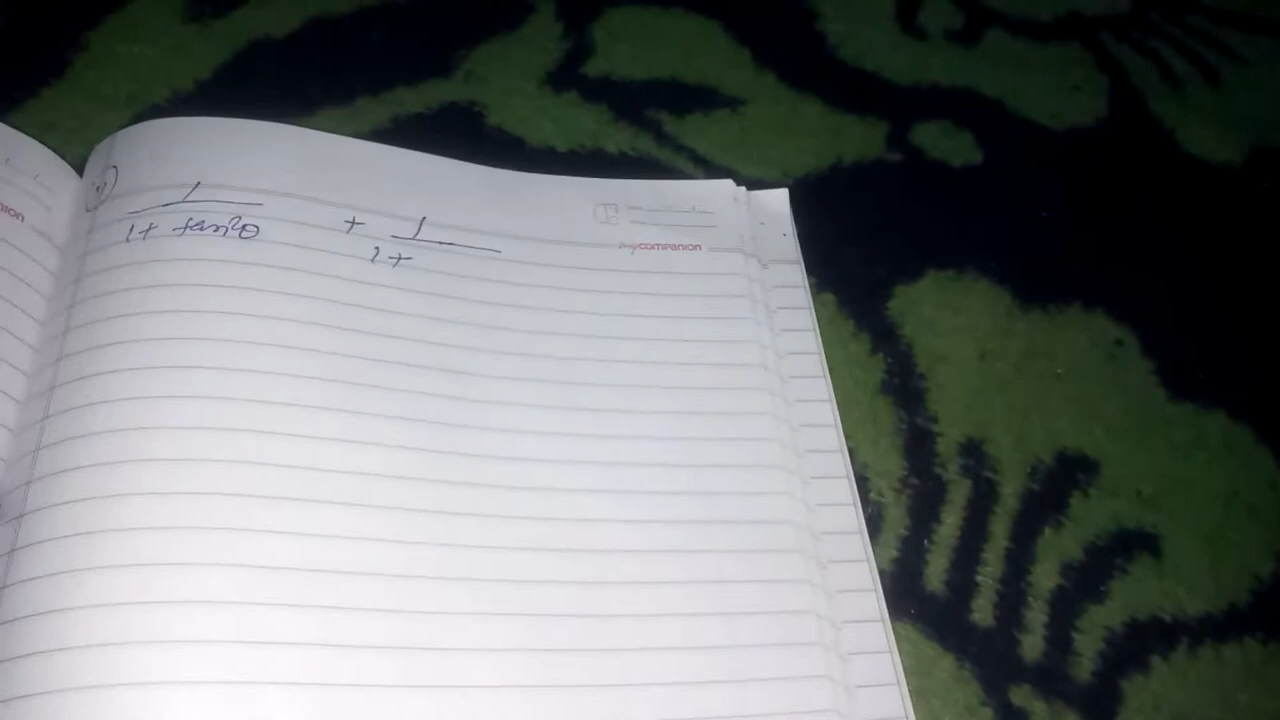 1 + 1
1+ tan²θ 1+
mycompanion